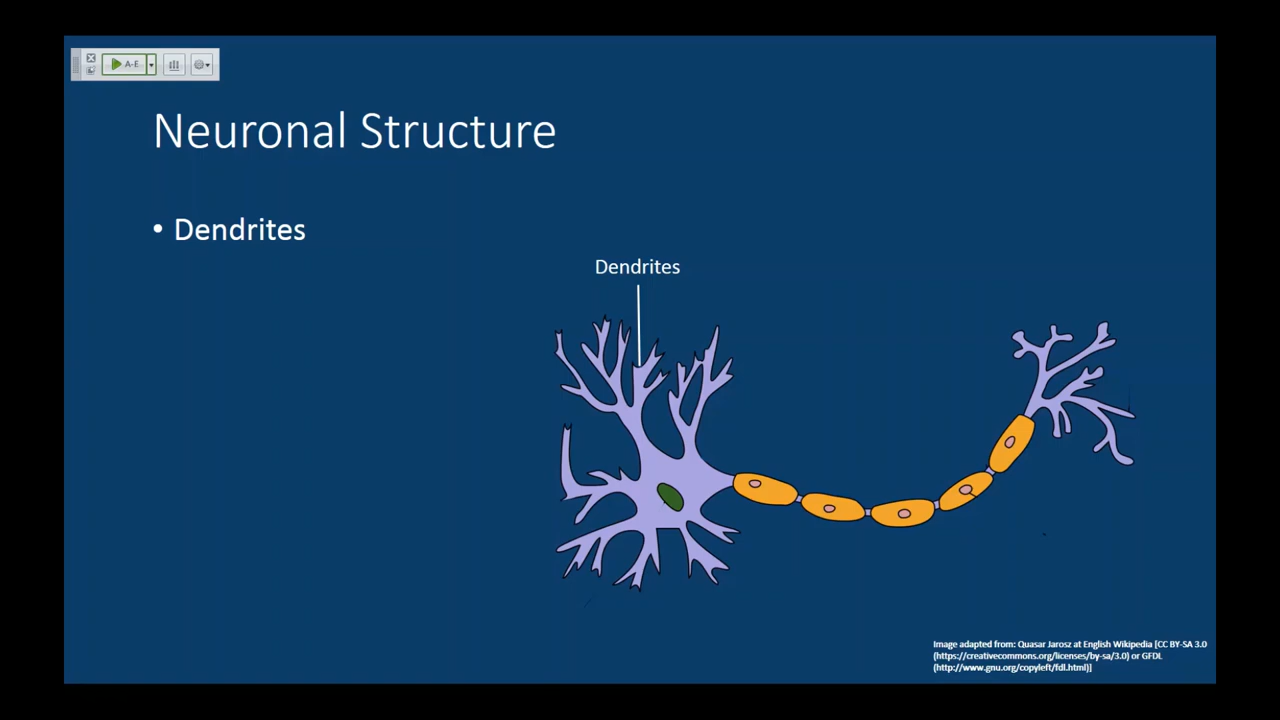 A-E
Neuronal Structure
• Dendrites
Dendrites
Image adapted from: Quasar Jarosz at English Wikipedia [CC BY-SA 3.0
(https://creativecommons.org/licenses/by-sa/3.0) or GFDL
(http://www.gnu.org/copyleft/fdl.html)]